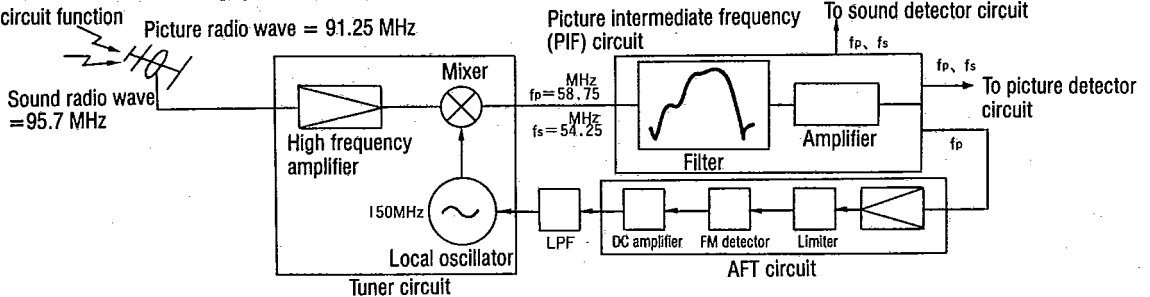 circuit function
Picture radio wave = 91.25 MHz
Sound radio wave
=95.7 MHz
High frequency
amplifier
Mixer
150MHz
Local oscillator
Tuner circuit
MHz
fp=58.75
MHz
fs=54.25
Picture intermediate frequency
(PIF) circuit
Filter
Amplifier
To sound detector circuit
fp、fs
fp、fs
To picture detector
circuit
fp
LPF
DC amplifier
FM detector
Limiter
AFT circuit